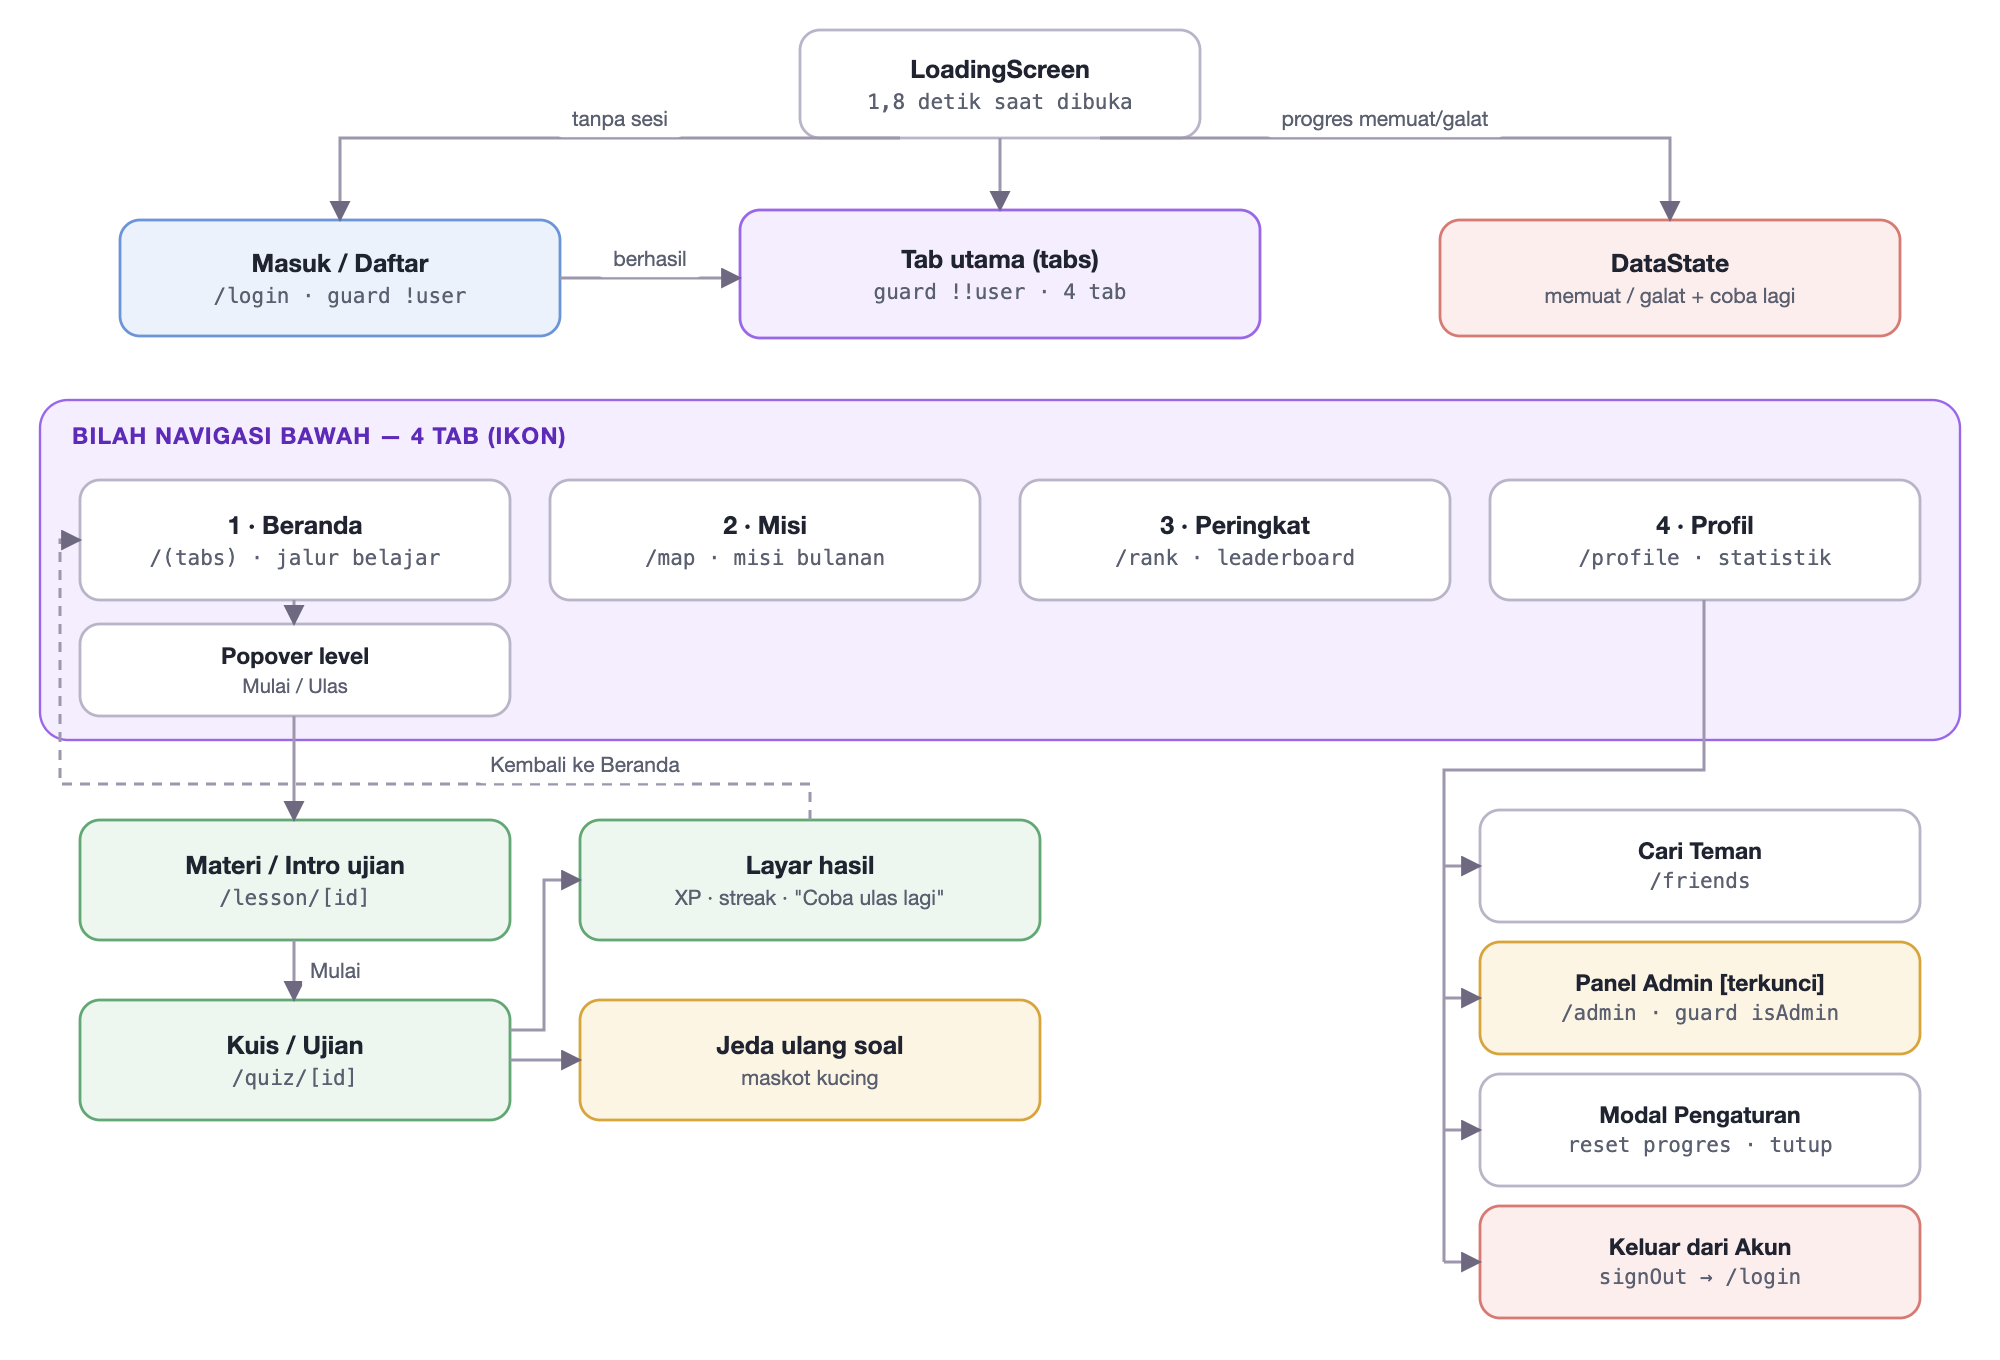 LoadingScreen
1,8 detik saat dibuka
tanpa sesi
progres memuat/galat
Masuk / Daftar
/login · guard !user
berhasil
Tab utama (tabs)
guard !!user · 4 tab
DataState
memuat / galat + coba lagi
BILAH NAVIGASI BAWAH — 4 TAB (IKON)
1 · Beranda
/(tabs) · jalur belajar
2 · Misi
/map · misi bulanan
3 · Peringkat
/rank · leaderboard
4 · Profil
/profile · statistik
Popover level
Mulai / Ulas
Kembali ke Beranda
Materi / Intro ujian
/lesson/[id]
Layar hasil
XP · streak · "Coba ulas lagi"
Mulai
Kuis / Ujian
/quiz/[id]
Jeda ulang soal
maskot kucing
Cari Teman
/friends
Panel Admin [terkunci]
/admin · guard isAdmin
Modal Pengaturan
reset progres · tutup
Keluar dari Akun
signOut → /login